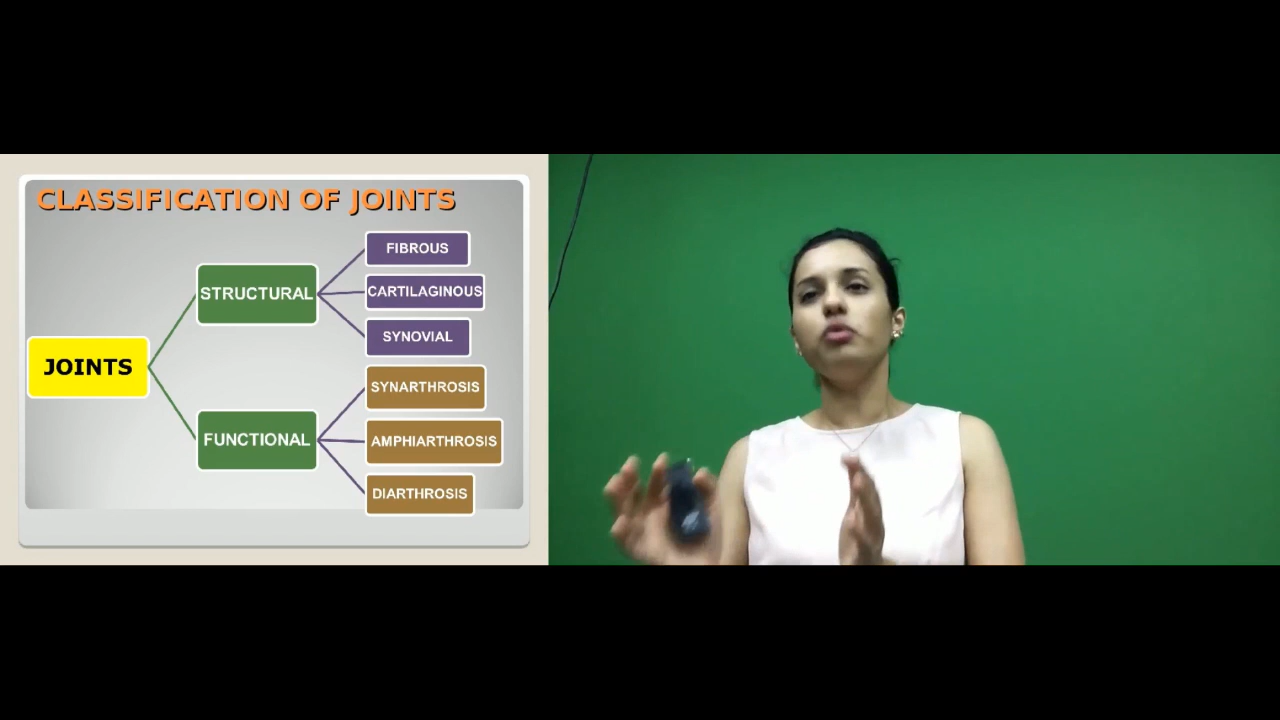 CLASSIFICATION OF JOINTS
JOINTS
STRUCTURAL
FIBROUS
CARTILAGINOUS
SYNOVIAL
FUNCTIONAL
SYNARTHROSIS
AMPHIARTHROSIS
DIARTHROSIS